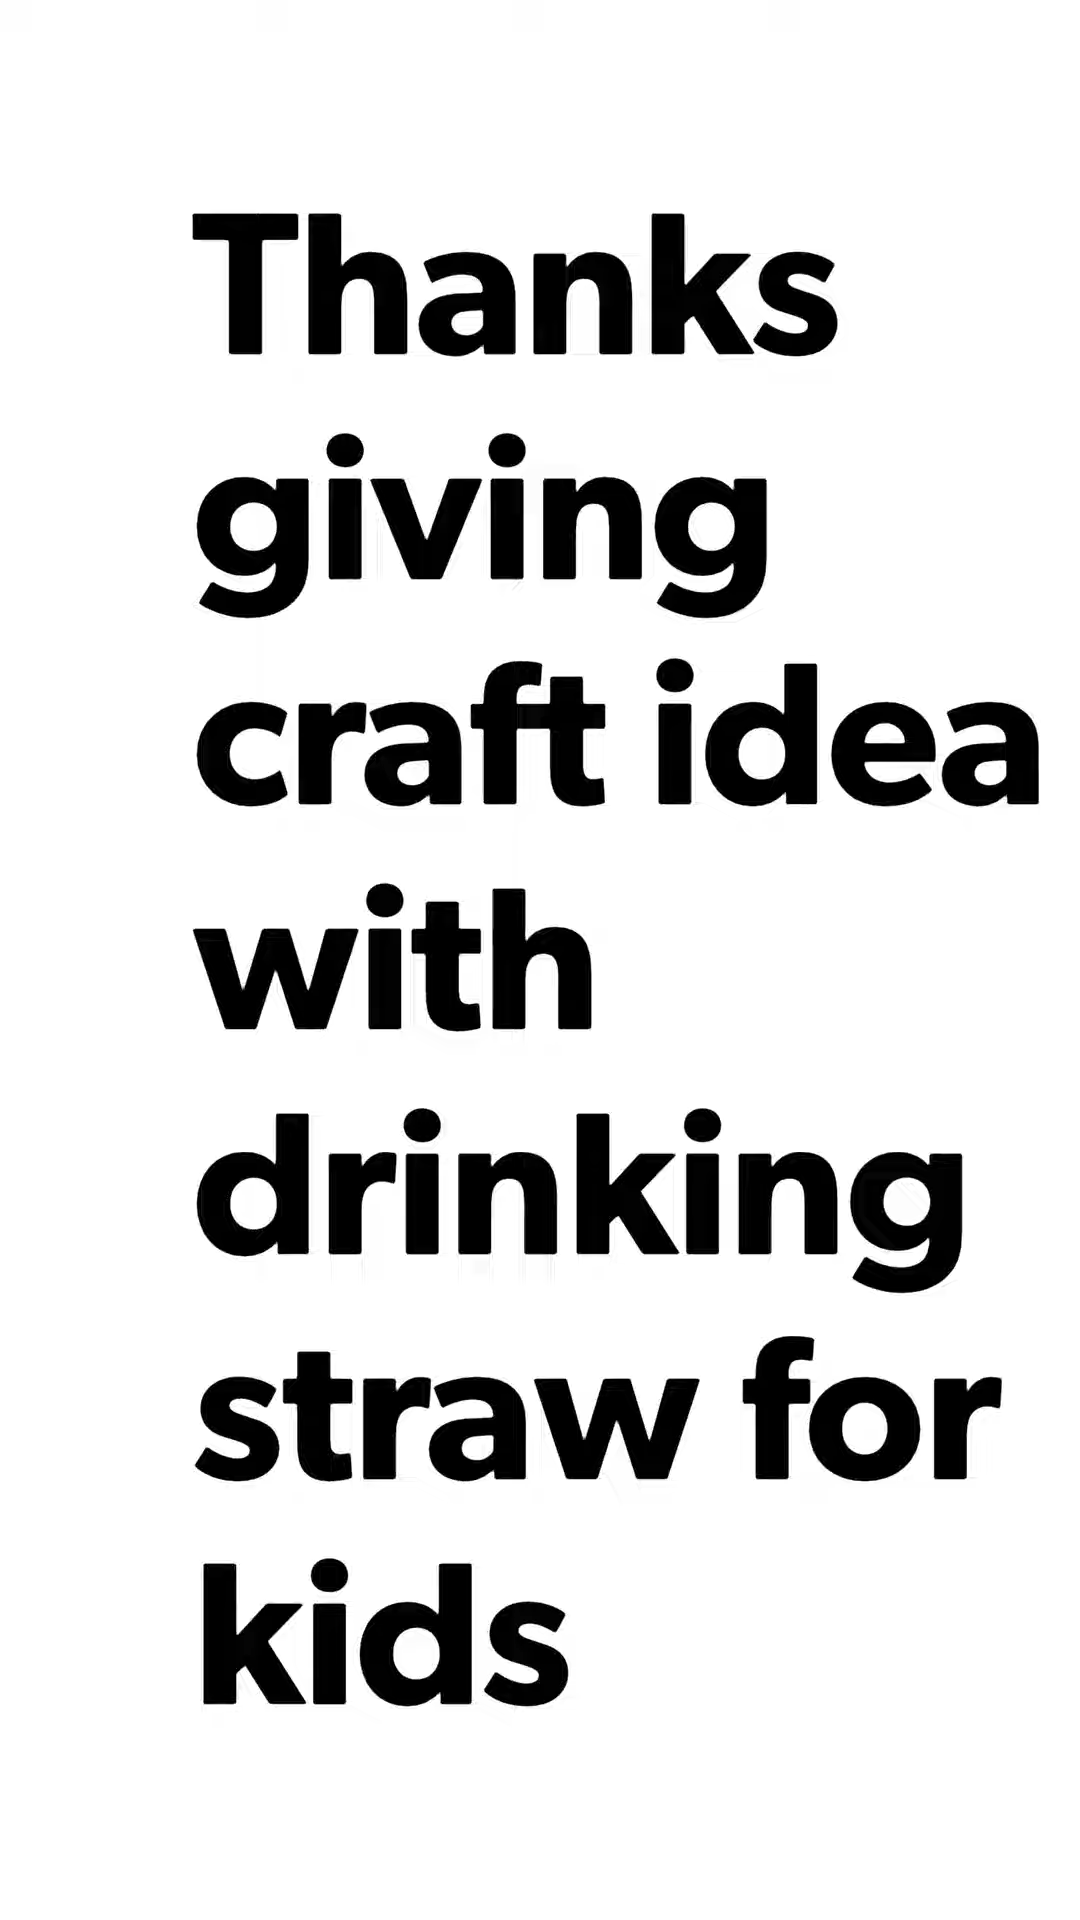 Thanks
giving
craft idea
with
drinking
straw for
kids